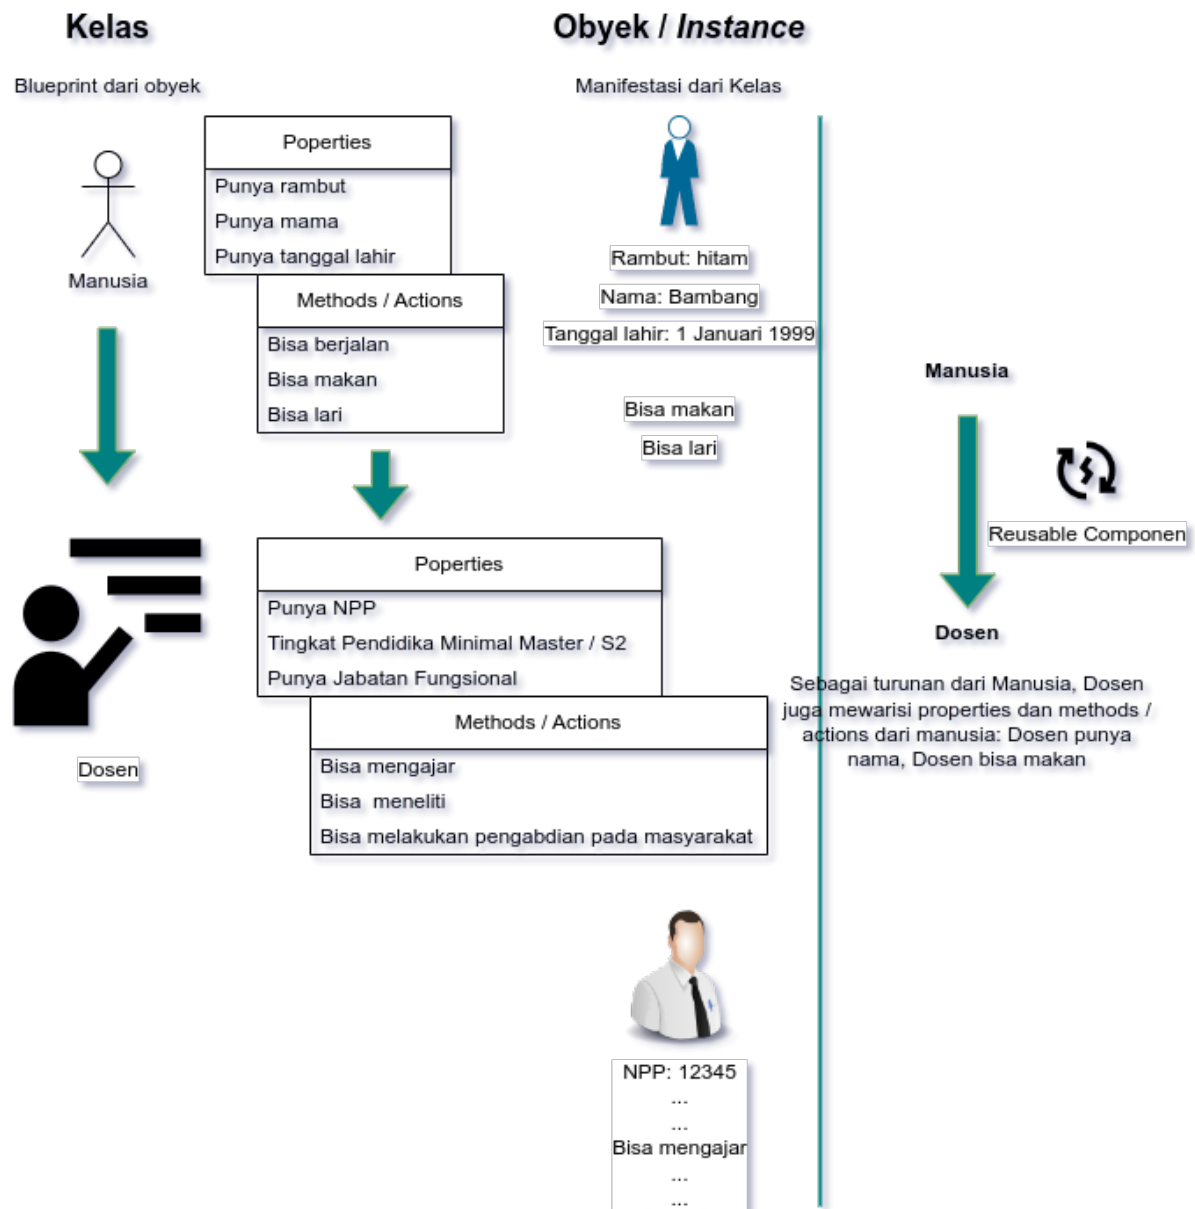 Kelas
Obyek / Instance
Blueprint dari obyek
Manifestasi dari Kelas
Poperties
Punya rambut
Punya mama
Punya tanggal lahir
Manusia
Methods / Actions
Bisa berjalan
Bisa makan
Bisa lari
Rambut: hitam
Nama: Bambang
Tanggal lahir: 1 Januari 1999
Bisa makan
Bisa lari
Manusia
Reusable Componen
Dosen
Sebagai turunan dari Manusia, Dosen
juga mewarisi properties dan methods /
actions dari manusia: Dosen punya
nama, Dosen bisa makan
Poperties
Punya NPP
Tingkat Pendidika Minimal Master / S2
Punya Jabatan Fungsional
Methods / Actions
Bisa mengajar
Bisa  meneliti
Bisa melakukan pengabdian pada masyarakat
Dosen
NPP: 12345
...
...
Bisa mengajar
...
...